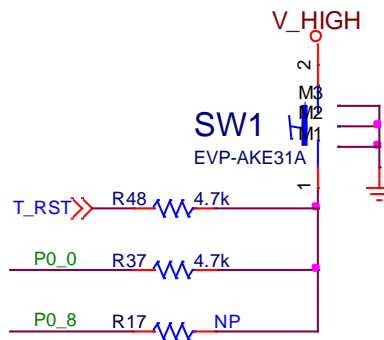 V_HIGH
2
M3
M2
M1
SW1
EVP-AKE31A
1
T_RST R48 4.7k
P0_0 R37 4.7k
P0_8 R17 NP